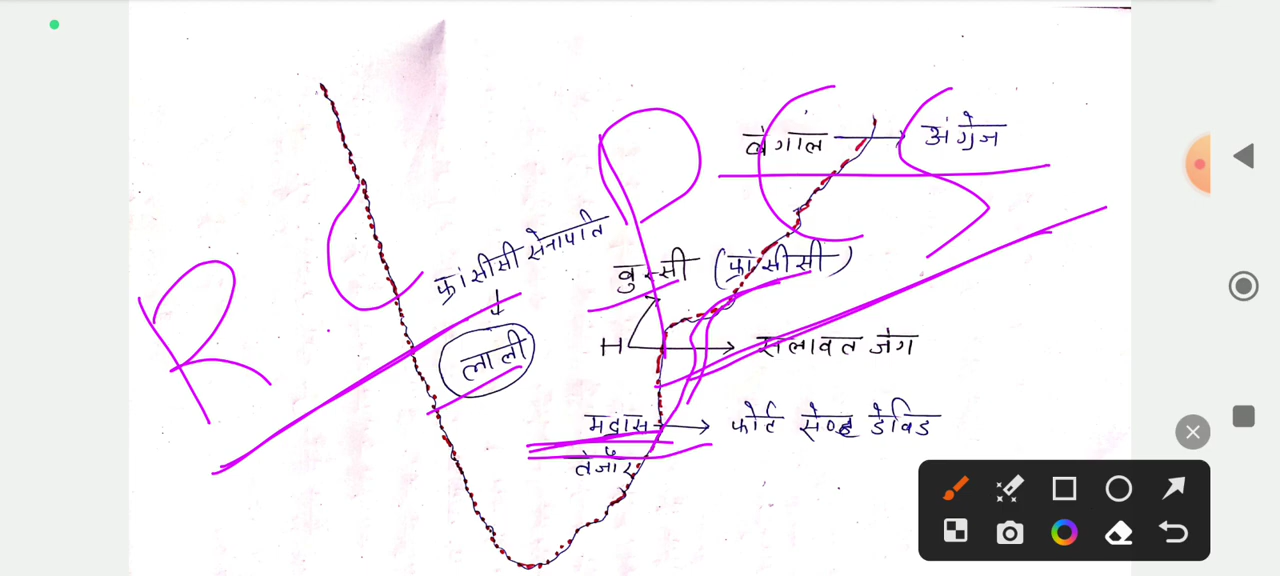 बंगाल → अंग्रेज
फ्रांसीसी सेनापति
बुस्सी (फ्रांसीसी)
H → सलावत जंग
लाली
मद्रास → फोर्ट सेण्ट डेविड
तंजौर
R C P C S